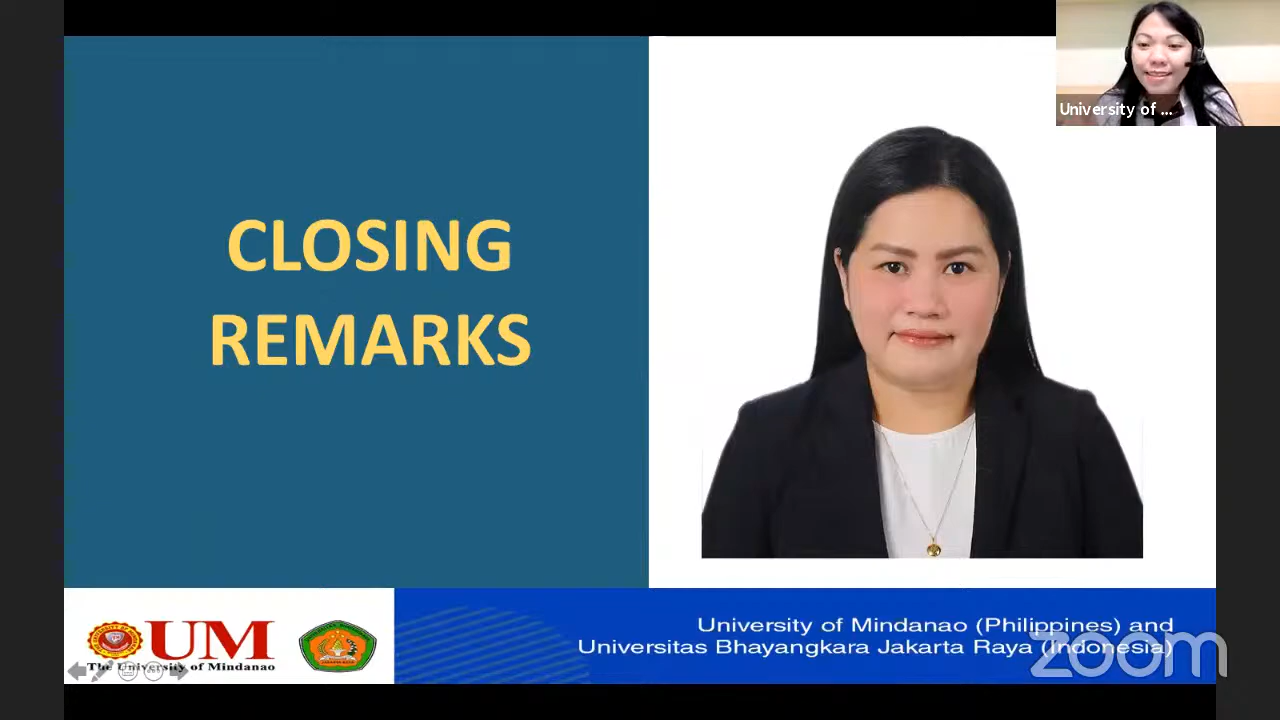 University of ...
CLOSING
REMARKS
UM
The University of Mindanao
University of Mindanao (Philippines) and
Universitas Bhayangkara Jakarta Raya (Indonesia)
zoom